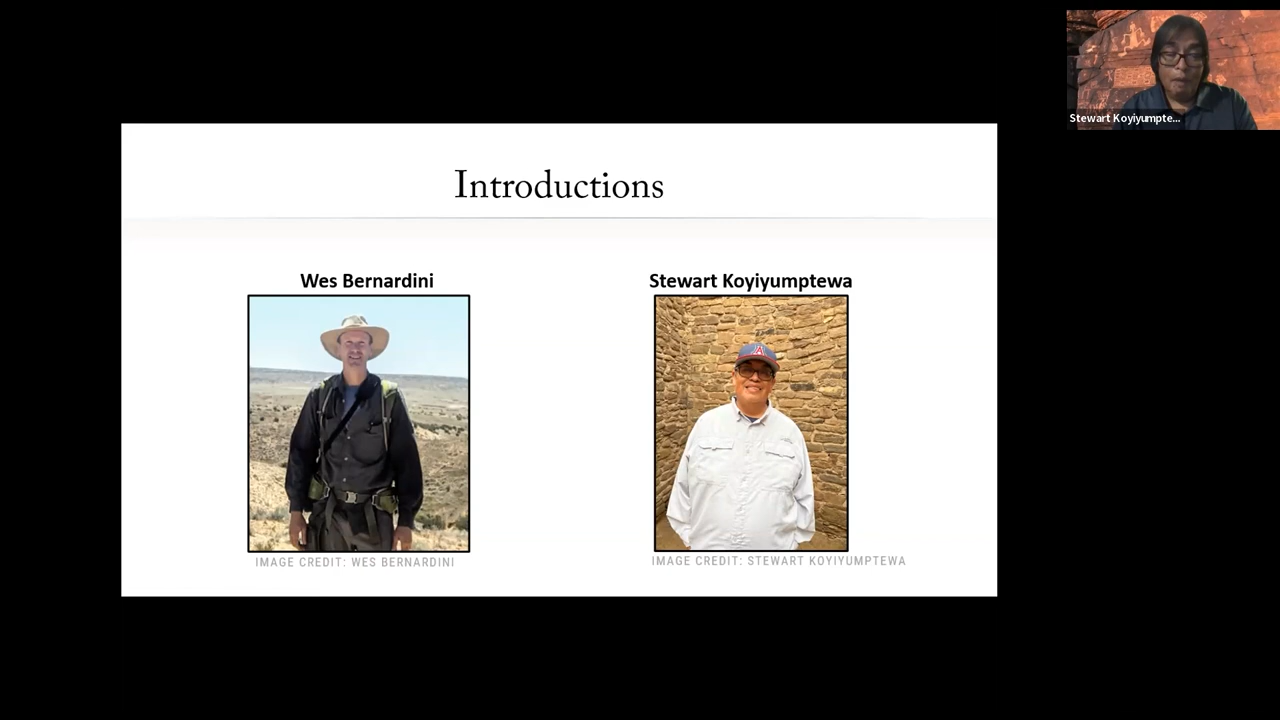 Introductions
Wes Bernardini
Stewart Koyiyumptewa
A
IMAGE CREDIT: WES BERNARDINI
IMAGE CREDIT: STEWART KOYIYUMPTEWA
Stewart Koyiyumpte...